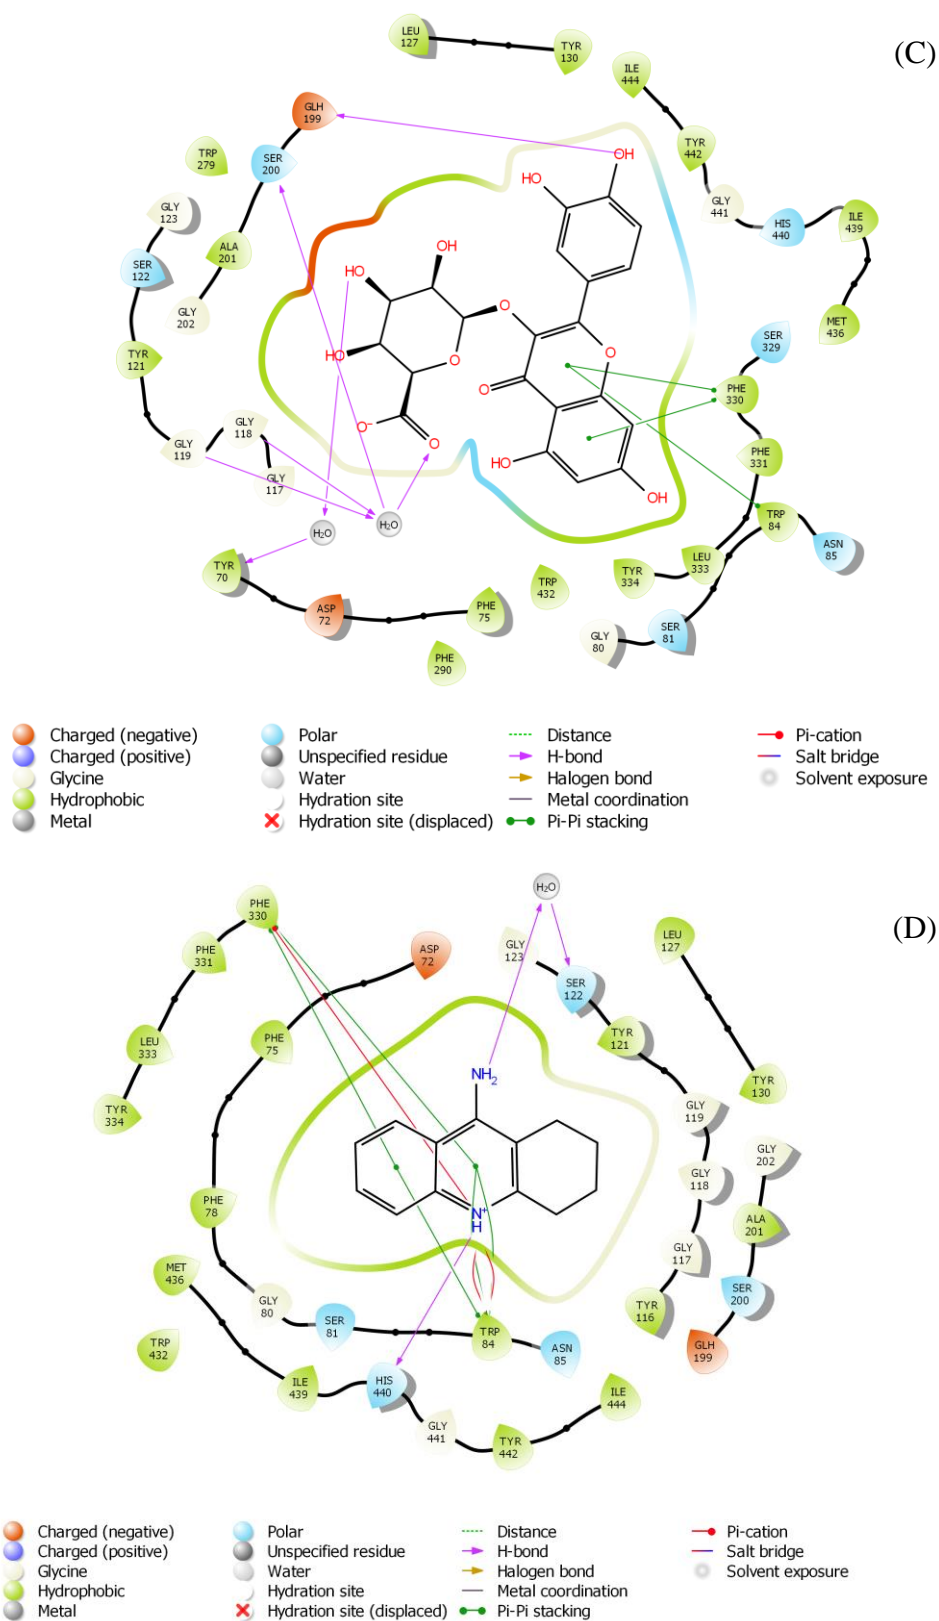 (C)
LEU
127
TYR
130
ILE
444
GLH
199
TYR
442
TRP
279
SER
200
OH
HO
GLY
441
HIS
440
ILE
439
GLY
123
ALA
201
SER
122
OH
HO
GLY
202
O
O
MET
436
SER
329
TYR
121
HO
O
O
PHE
330
GLY
118
GLY
119
O⁻
O
HO
PHE
331
GLY
117
OH
TRP
84
H₂O
H₂O
ASN
85
TYR
70
TYR
334
LEU
333
TRP
432
ASP
72
PHE
75
SER
81
GLY
80
PHE
290
Charged (negative)
Charged (positive)
Glycine
Hydrophobic
Metal
Polar
Unspecified residue
Water
Hydration site
Hydration site (displaced)
Distance
H-bond
Halogen bond
Metal coordination
Pi-Pi stacking
Pi-cation
Salt bridge
Solvent exposure
(D)
H₂O
PHE
330
PHE
331
ASP
72
GLY
123
LEU
127
SER
122
LEU
333
PHE
75
TYR
121
TYR
334
NH₂
TYR
130
GLY
119
GLY
202
GLY
118
PHE
78
N⁺
H
ALA
201
GLY
117
MET
436
GLY
80
SER
200
TYR
116
SER
81
TRP
84
TRP
432
ASN
85
GLH
199
ILE
439
HIS
440
ILE
444
GLY
441
TYR
442
Charged (negative)
Charged (positive)
Glycine
Hydrophobic
Metal
Polar
Unspecified residue
Water
Hydration site
Hydration site (displaced)
Distance
H-bond
Halogen bond
Metal coordination
Pi-Pi stacking
Pi-cation
Salt bridge
Solvent exposure